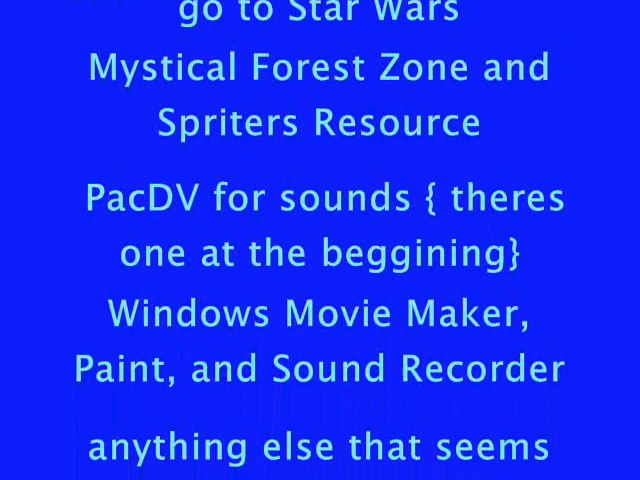 go to Star Wars
Mystical Forest Zone and
Spriters Resource
PacDV for sounds { theres
one at the beggining}
Windows Movie Maker,
Paint, and Sound Recorder
anything else that seems